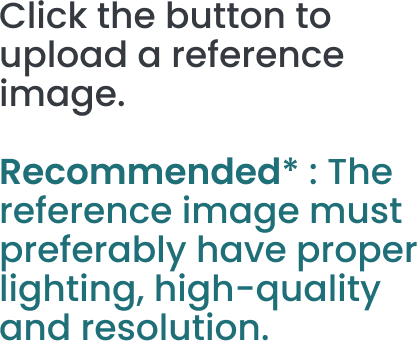 Click the button to
upload a reference
image.
Recommended* : The
reference image must
preferably have proper
lighting, high-quality
and resolution.